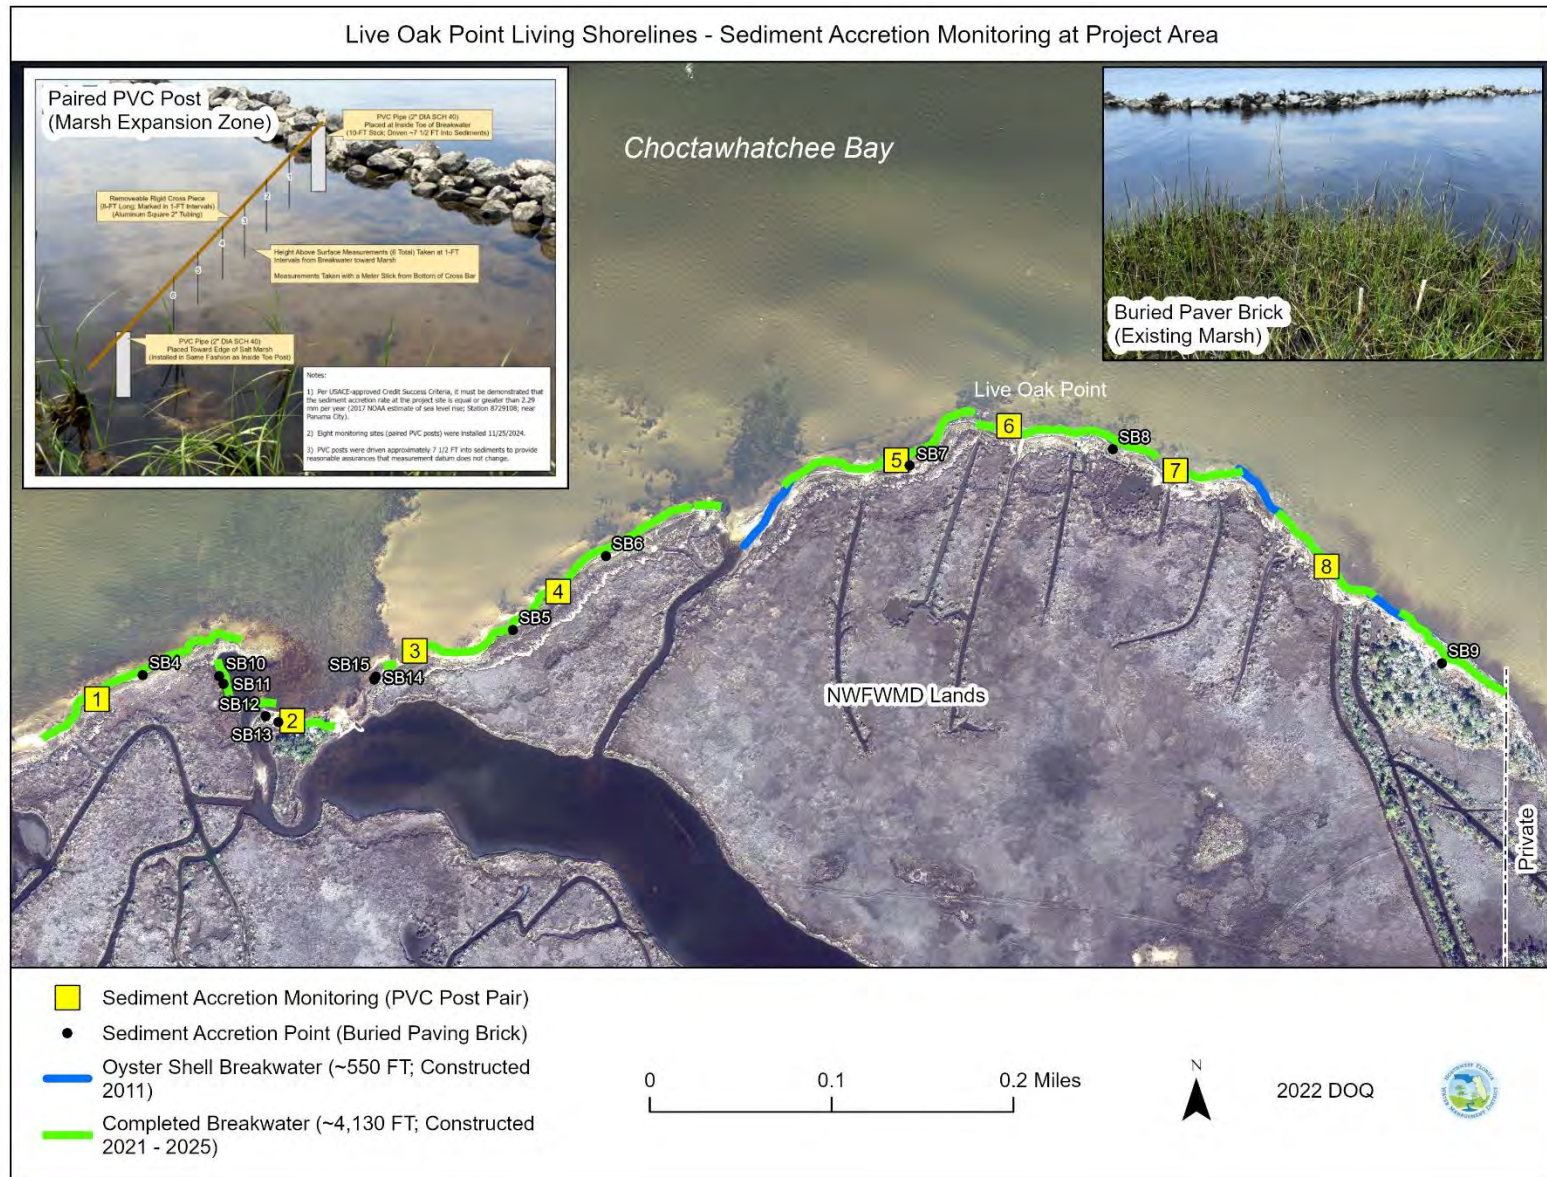 Live Oak Point Living Shorelines - Sediment Accretion Monitoring at Project Area
Paired PVC Post
(Marsh Expansion Zone)
PVC Pipe (2" DIA SCH 40)
Placed at Inside Toe of Breakwater
(10-FT Stick; Driven ~7 1/2 FT Into Sediments)
Removeable Rigid Cross Piece
(8-FT Long; Marked in 1-FT Intervals)
(Aluminum Square 2" Tubing)
1
2
3
4
5
6
Height Above Surface Measurements (6 Total) Taken at 1-FT
Intervals from Breakwater toward Marsh
Measurements Taken with a Meter Stick from Bottom of Cross Bar
PVC Pipe (2" DIA SCH 40)
Placed Toward Edge of Salt Marsh
(Installed in Same Fashion as Inside Toe Post)
Notes:
1) Per USACE-approved Credit Success Criteria, it must be demonstrated that
the sediment accretion rate at the project site is equal or greater than 2.29
mm per year (2017 NOAA estimate of sea level rise; Station 8729108; near
Panama City).
2) Eight monitoring sites (paired PVC posts) were installed 11/25/2024.
3) PVC posts were driven approximately 7 1/2 FT into sediments to provide
reasonable assurances that measurement datum does not change.
Choctawhatchee Bay
Buried Paver Brick
(Existing Marsh)
Live Oak Point
6
SB8
5
SB7
7
SB6
8
4
SB5
3
SB15
SB14
SB4
SB10
SB11
1
SB12
2
SB13
SB9
NWFWMD Lands
Private
Sediment Accretion Monitoring (PVC Post Pair)
Sediment Accretion Point (Buried Paving Brick)
Oyster Shell Breakwater (~550 FT; Constructed
2011)
Completed Breakwater (~4,130 FT; Constructed
2021 - 2025)
0 0.1 0.2 Miles
N
2022 DOQ
NORTHWEST FLORIDA
WATER MANAGEMENT DISTRICT